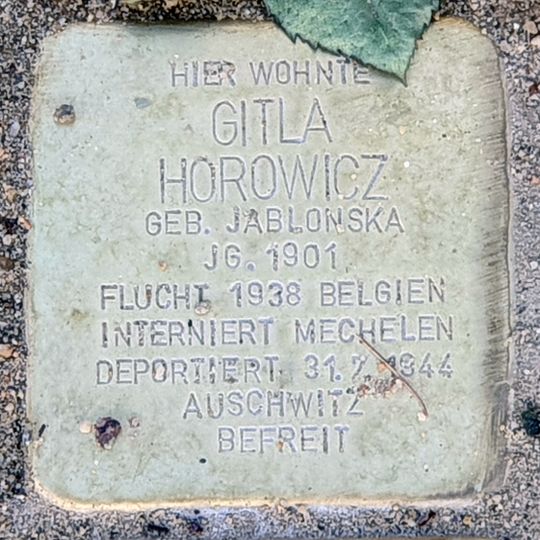 HIER WOHNTE
GITLA
HOROWICZ
GEB. JABLONSKA
JG. 1901
FLUCHT 1938 BELGIEN
INTERNIERT MECHELEN
DEPORTIERT 31.7.1944
AUSCHWITZ
BEFREIT